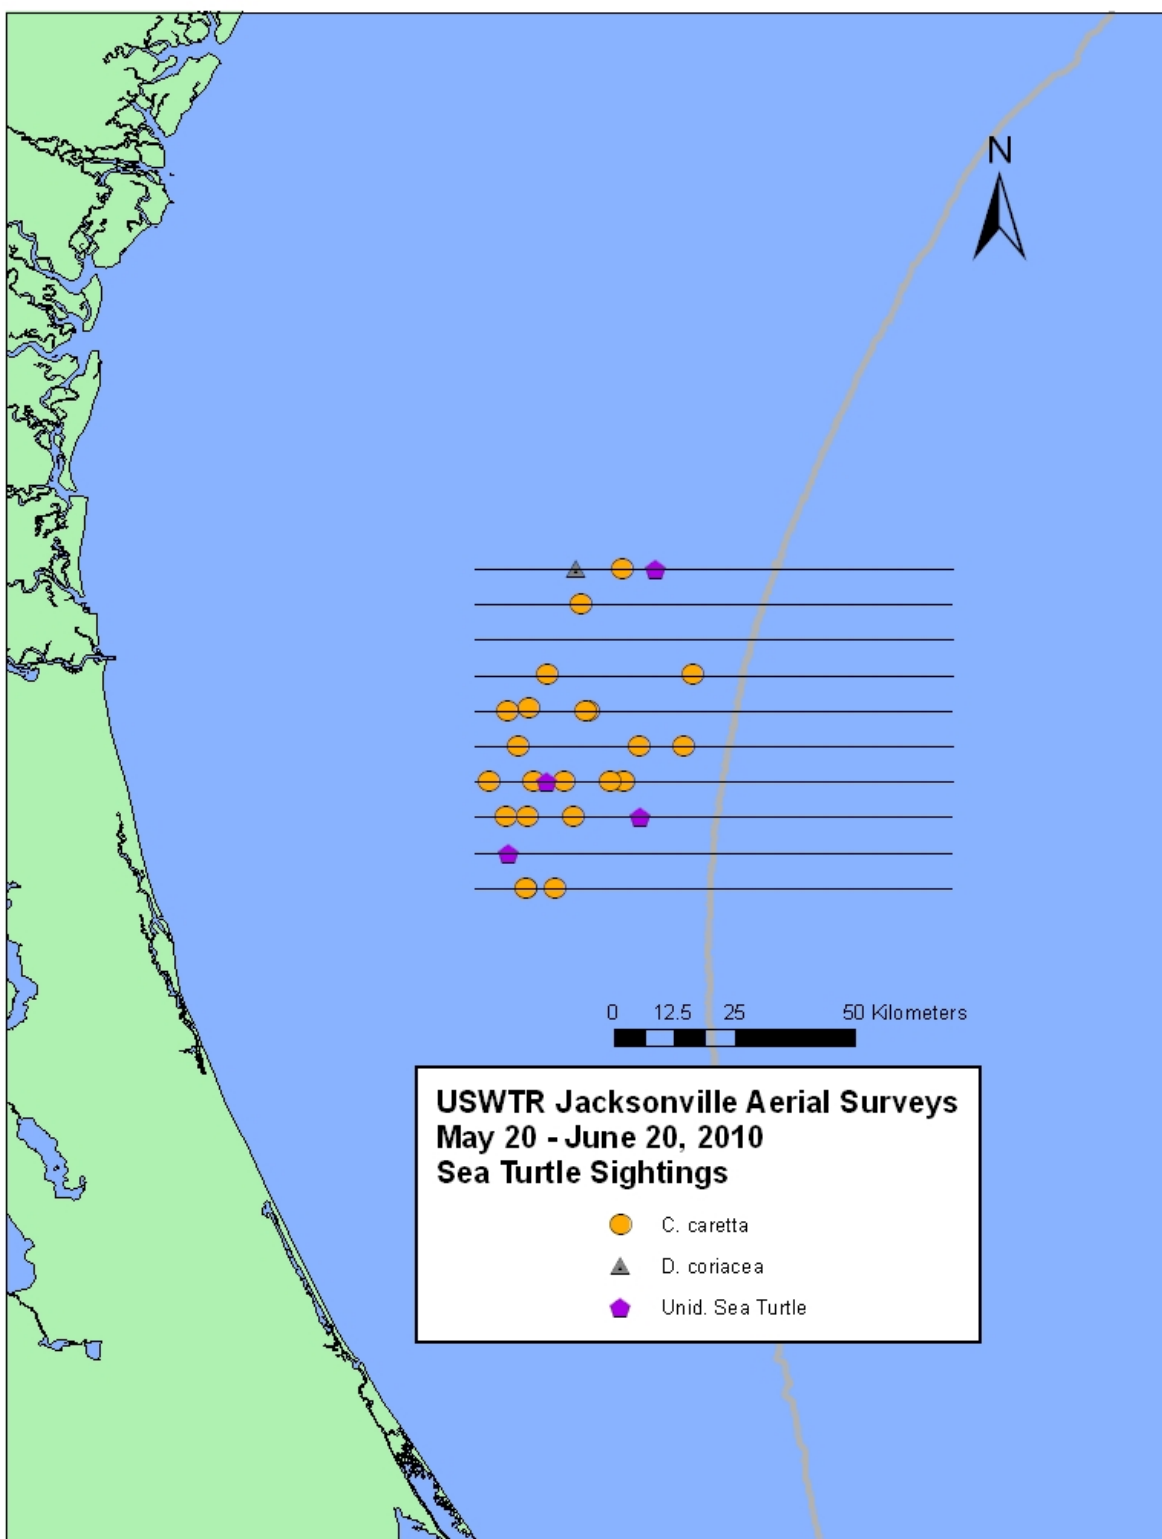 N
0 12.5 25 50 Kilometers
USWTR Jacksonville Aerial Surveys
May 20 - June 20, 2010
Sea Turtle Sightings
C. caretta
D. coriacea
Unid. Sea Turtle